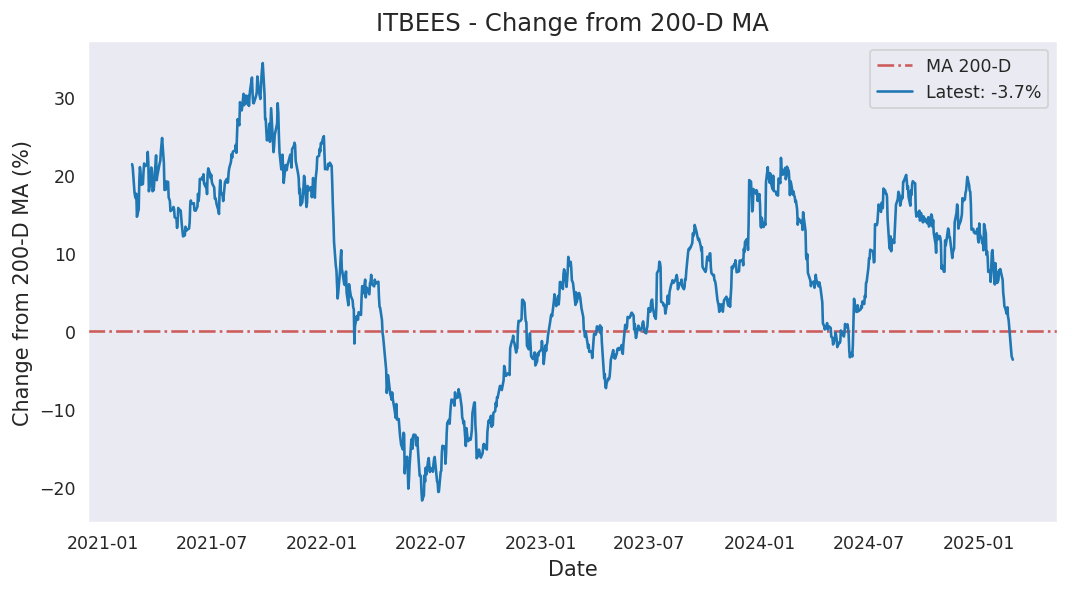 ITBEES - Change from 200-D MA
MA 200-D
Latest: -3.7%
Change from 200-D MA (%)
30
20
10
0
−10
−20
2021-01 2021-07 2022-01 2022-07 2023-01 2023-07 2024-01 2024-07 2025-01
Date